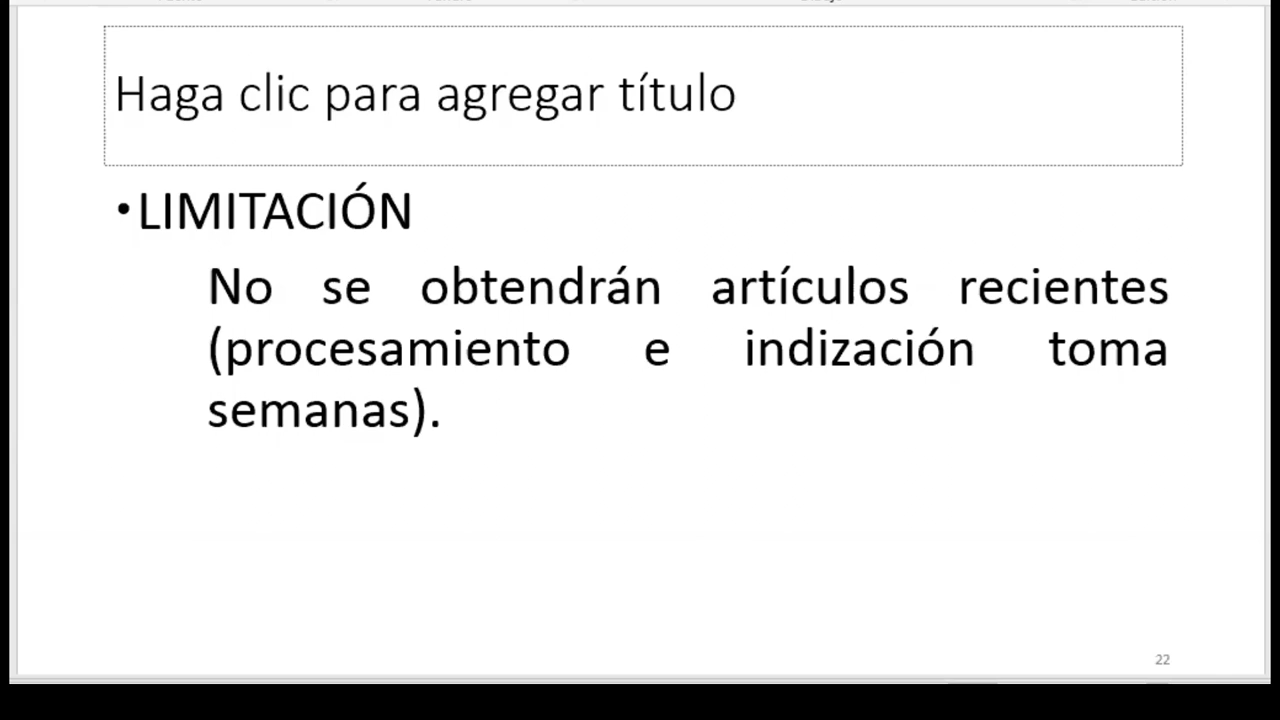 Haga clic para agregar título
•LIMITACIÓN
No se obtendrán artículos recientes
(procesamiento e indización toma
semanas).
22